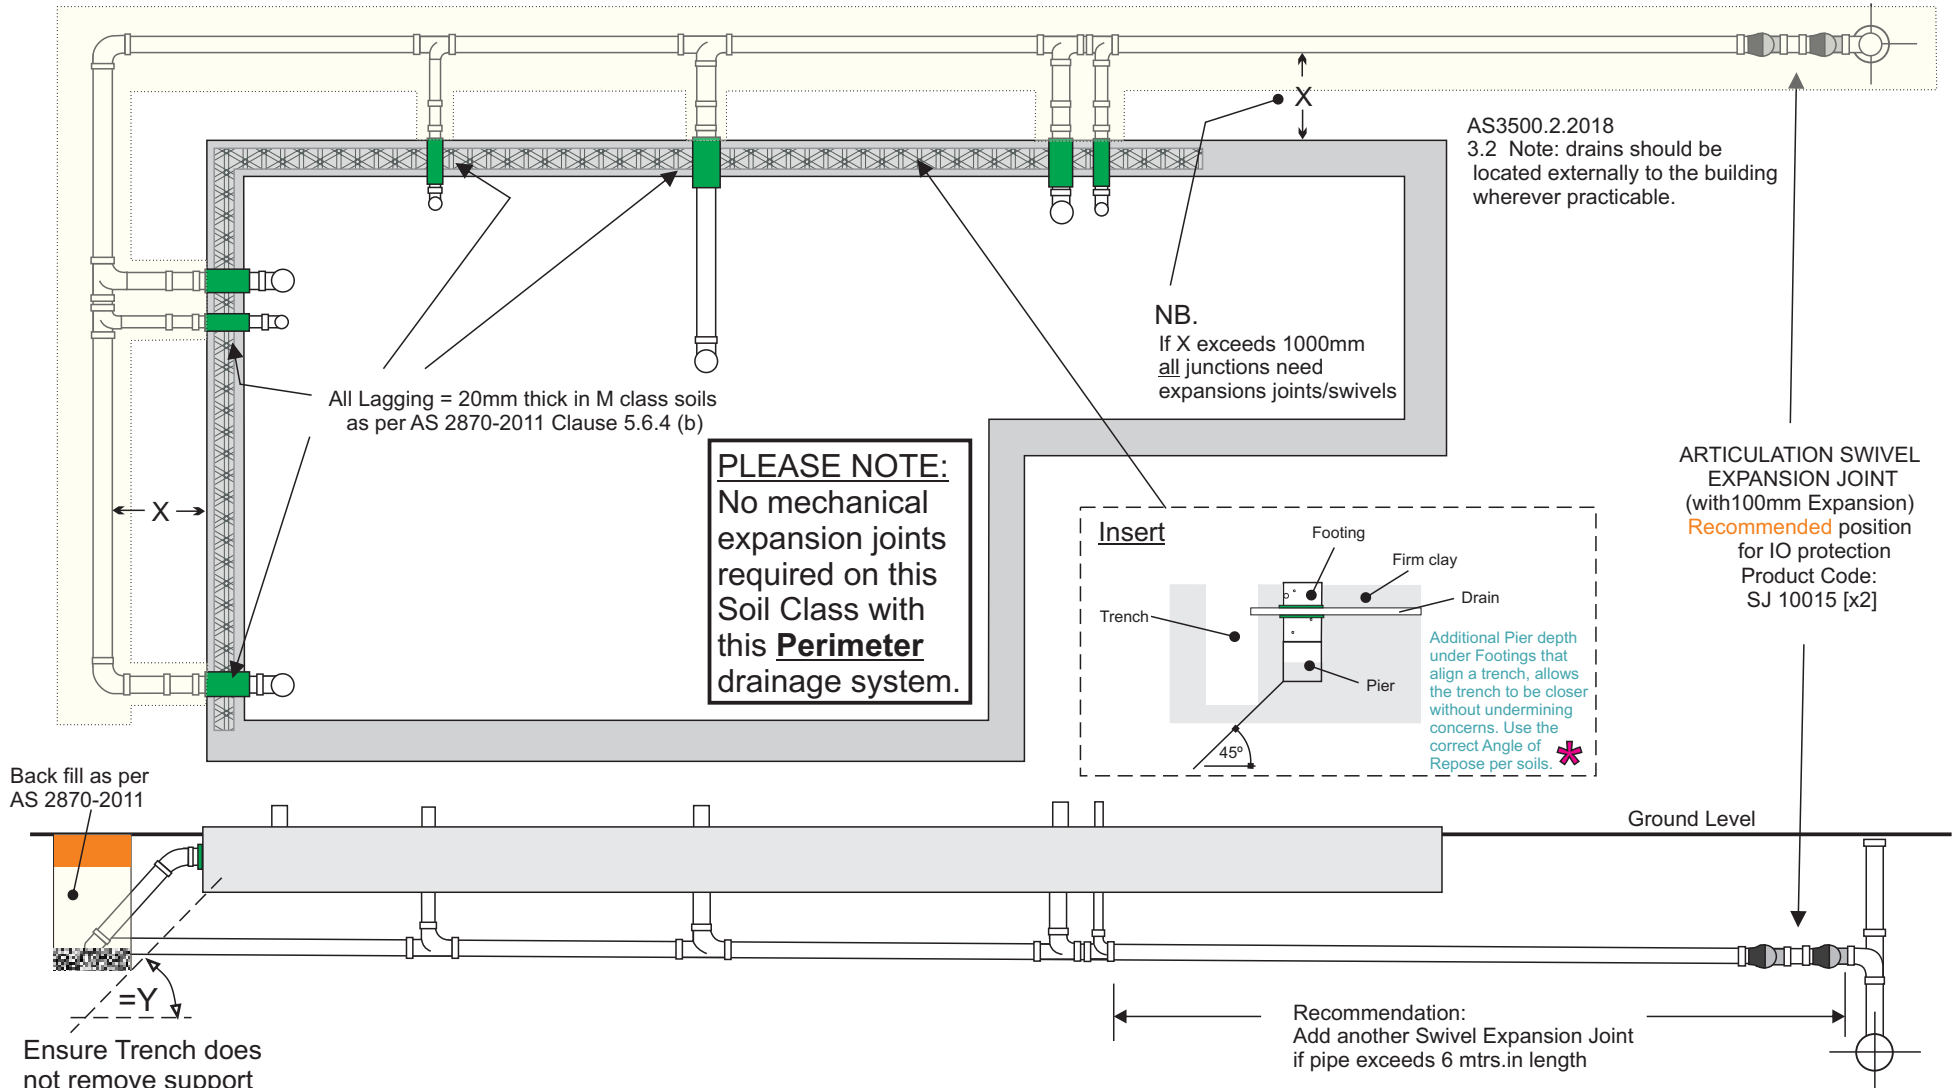 X
AS3500.2.2018
3.2  Note: drains should be
located externally to the building
wherever practicable.
NB.
If X exceeds 1000mm
all junctions need
expansions joints/swivels
All Lagging = 20mm thick in M class soils
as per AS 2870-2011 Clause 5.6.4 (b)
PLEASE NOTE:
No mechanical
expansion joints
required on this
Soil Class with
this Perimeter
drainage system.
X
ARTICULATION SWIVEL
EXPANSION JOINT
(with100mm Expansion)
Recommended position
for IO protection
Product Code:
SJ 10015 [x2]
Insert
Footing
Firm clay
Drain
Trench
Pier
45º
Additional Pier depth
under Footings that
align a trench, allows
the trench to be closer
without undermining
concerns. Use the
correct Angle of
Repose per soils. *
Back fill as per
AS 2870-2011
Ground Level
=Y
Ensure Trench does
not remove support
Recommendation:
Add another Swivel Expansion Joint
if pipe exceeds 6 mtrs.in length